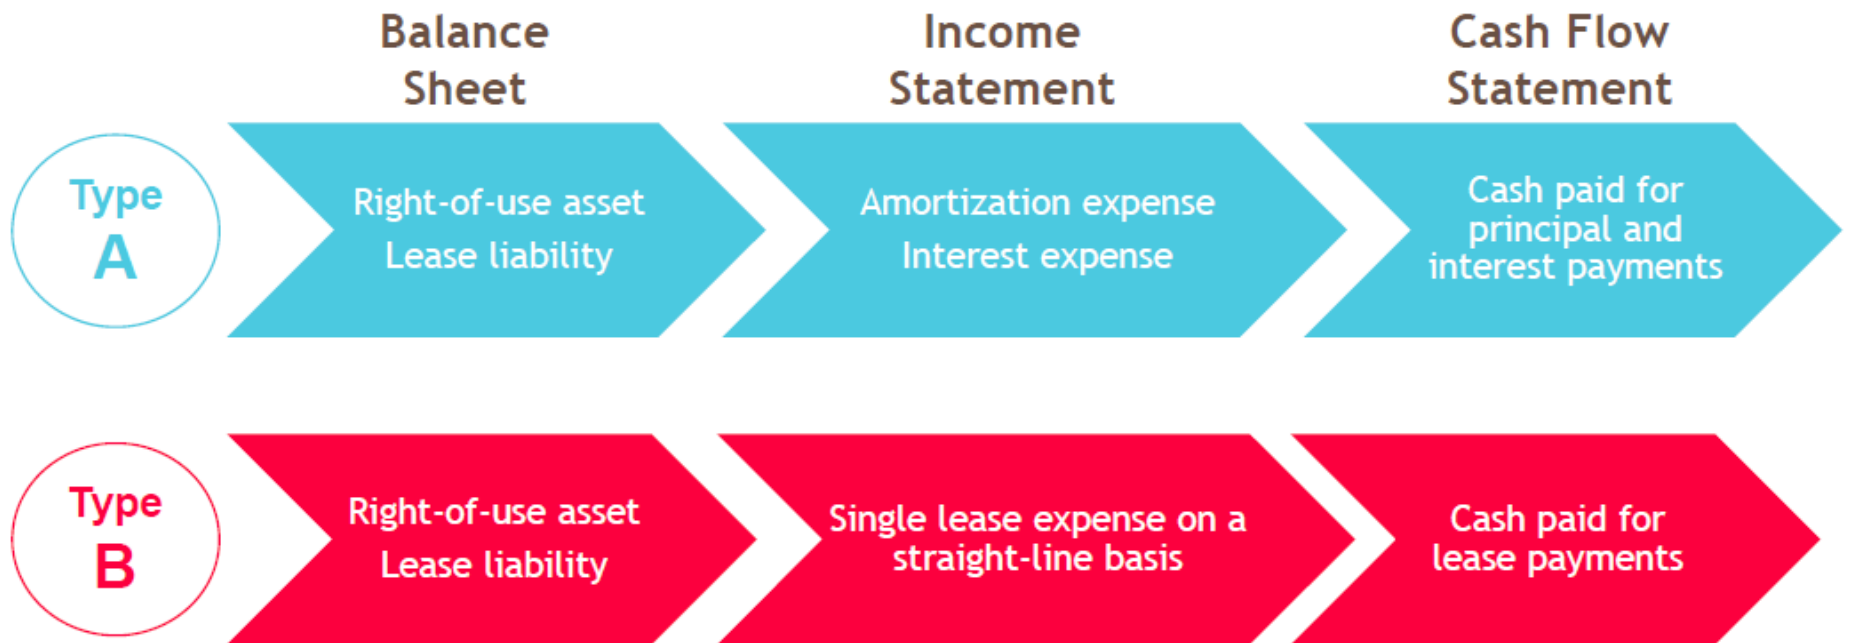 Balance
Sheet
Income
Statement
Cash Flow
Statement
Type
A
Right-of-use asset
Lease liability
Amortization expense
Interest expense
Cash paid for
principal and
interest payments
Type
B
Right-of-use asset
Lease liability
Single lease expense on a
straight-line basis
Cash paid for
lease payments